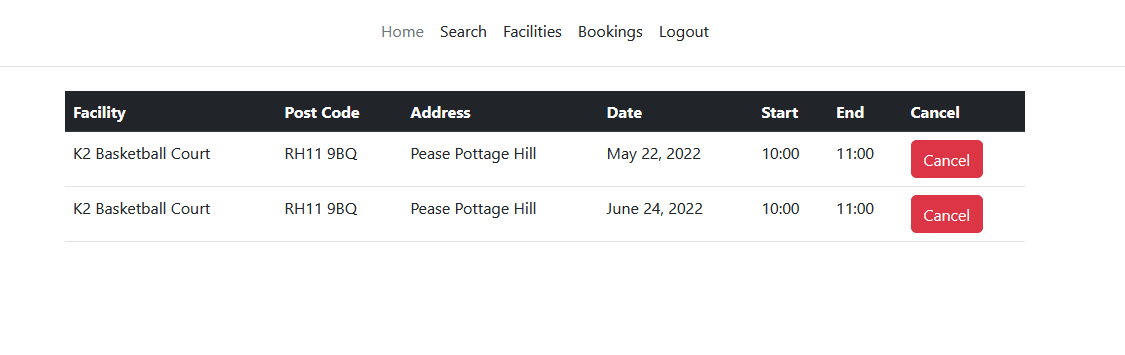 Home Search Facilities Bookings Logout
Facility Post Code Address Date Start End Cancel
K2 Basketball Court RH11 9BQ Pease Pottage Hill May 22, 2022 10:00 11:00 Cancel
K2 Basketball Court RH11 9BQ Pease Pottage Hill June 24, 2022 10:00 11:00 Cancel